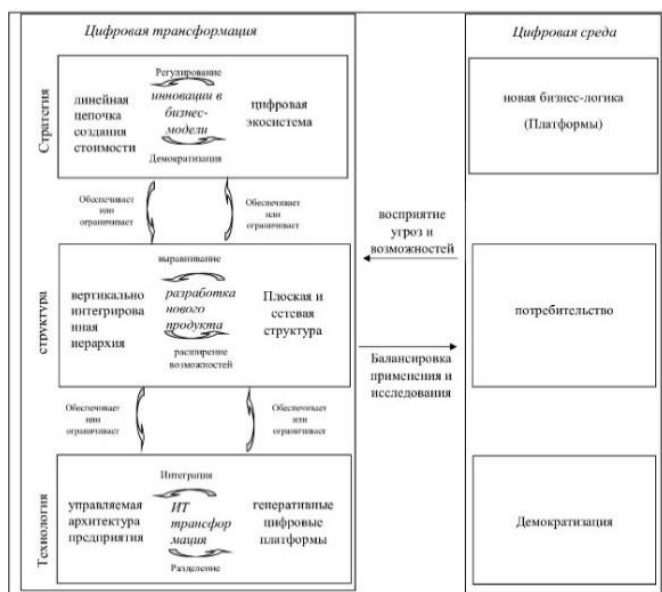 Цифровая трансформация
Стратегия
линейная
цепочка
создания
стоимости
Регулирование
инновации в
бизнес-
модели
Демократизация
цифровая
экосистема
Обеспечивает
или
ограничивает
Обеспечивает
или
ограничивает
структура
вертикально
интегрирова
нная
иерархия
выравнивание
разработка
нового
продукта
расширение
возможностей
Плоская и
сетевая
структура
Обеспечивает
или
ограничивает
Обеспечивает
или
ограничивает
Технология
управляемая
архитектура
предприятия
Интеграция
ИТ
трансфор
мация
Разделение
генеративные
цифровые
платформы
восприятие
угроз и
возможностей
Балансировка
применения и
исследования
Цифровая среда
новая бизнес-логика
(Платформы)
потребительство
Демократизация